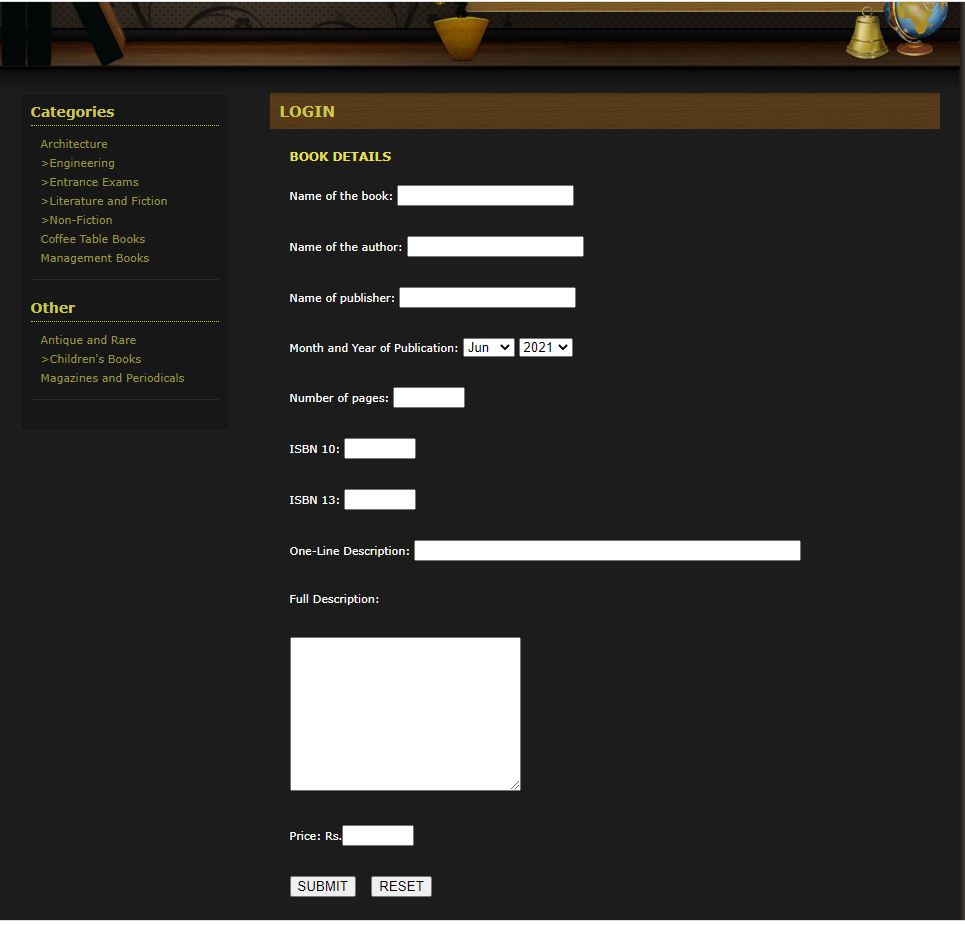 Categories
Architecture
>Engineering
>Entrance Exams
>Literature and Fiction
>Non-Fiction
Coffee Table Books
Management Books
Other
Antique and Rare
>Children's Books
Magazines and Periodicals
LOGIN
BOOK DETAILS
Name of the book:
Name of the author:
Name of publisher:
Month and Year of Publication: Jun 2021
Number of pages:
ISBN 10:
ISBN 13:
One-Line Description:
Full Description:
Price: Rs.
SUBMIT RESET